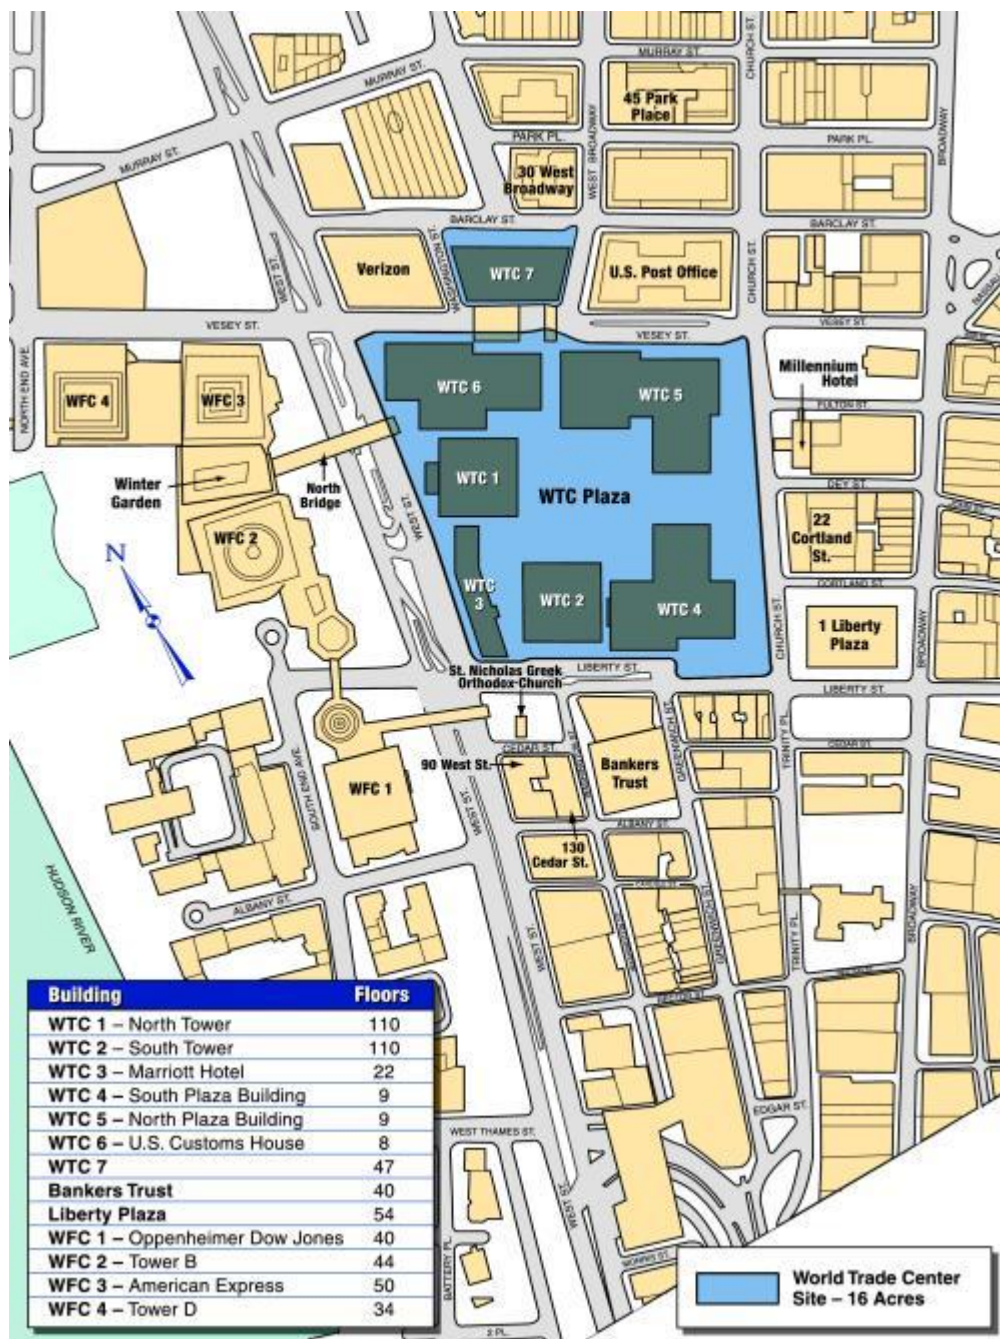 MURRAY ST.
CHURCH ST.
MURRAY ST.
45 Park
Place
BROADWAY
WEST BROADWAY
PARK PL.
PARK PL.
MURRAY ST.
30 West
Broadway
BARCLAY ST.
BARCLAY ST.
WASHINGTON ST.
WEST ST.
WEST ST.
Verizon
WTC 7
U.S. Post Office
CHURCH ST.
VESEY ST.
VESEY ST.
VESEY ST.
NORTH END AVE.
WFC 4
WFC 3
WTC 6
WTC 5
Millennium
Hotel
FULTON ST.
Winter
Garden
North
Bridge
WTC 1
WTC Plaza
WEST ST.
DEY ST.
22
Cortland
St.
WFC 2
N
CORTLAND ST.
WTC
3
WTC 2
WTC 4
CHURCH ST.
1 Liberty
Plaza
BROADWAY
LIBERTY ST.
St. Nicholas Greek
Orthodox Church
LIBERTY ST.
GREENWICH ST.
TRINITY PL.
CEDAR ST.
CEDAR ST.
90 West St.
Bankers
Trust
SOUTH END AVE.
WFC 1
WEST ST.
ALBANY ST.
130
Cedar St.
HUDSON RIVER
ALBANY ST.
WEST ST.
GREENWICH ST.
TRINITY PL.
BROADWAY
Building Floors
WTC 1 – North Tower 110
WTC 2 – South Tower 110
WTC 3 – Marriott Hotel 22
WTC 4 – South Plaza Building 9
WTC 5 – North Plaza Building 9
WTC 6 – U.S. Customs House 8
WTC 7 47
Bankers Trust 40
Liberty Plaza 54
WFC 1 – Oppenheimer Dow Jones 40
WFC 2 – Tower B 44
WFC 3 – American Express 50
WFC 4 – Tower D 34
EDGAR ST.
WEST THAMES ST.
WEST ST.
BATTERY PL.
MORRIS ST.
2 PL.
World Trade Center
Site – 16 Acres